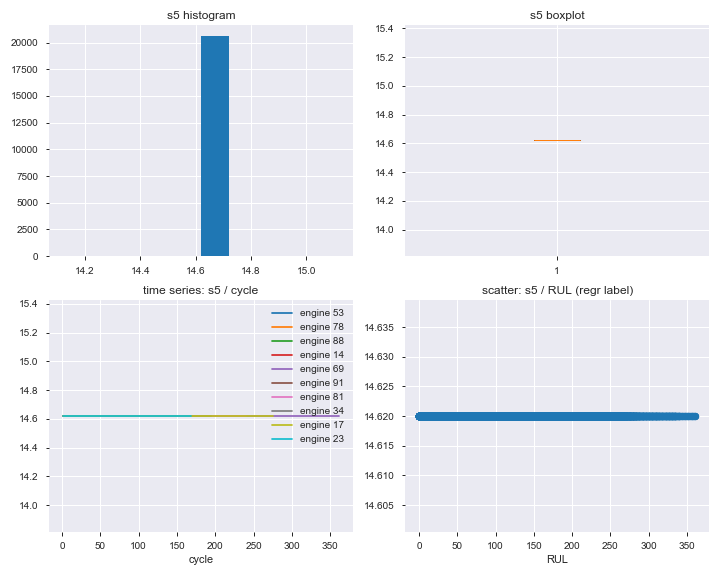 s5 histogram
20000
17500
15000
12500
10000
7500
5000
2500
0
14.2 14.4 14.6 14.8 15.0
s5 boxplot
15.4
15.2
15.0
14.8
14.6
14.4
14.2
14.0
1
time series: s5 / cycle
15.4
15.2
15.0
14.8
14.6
14.4
14.2
14.0
engine 53
engine 78
engine 88
engine 14
engine 69
engine 91
engine 81
engine 34
engine 17
engine 23
0 50 100 150 200 250 300 350
cycle
scatter: s5 / RUL (regr label)
14.635
14.630
14.625
14.620
14.615
14.610
14.605
0 50 100 150 200 250 300 350
RUL